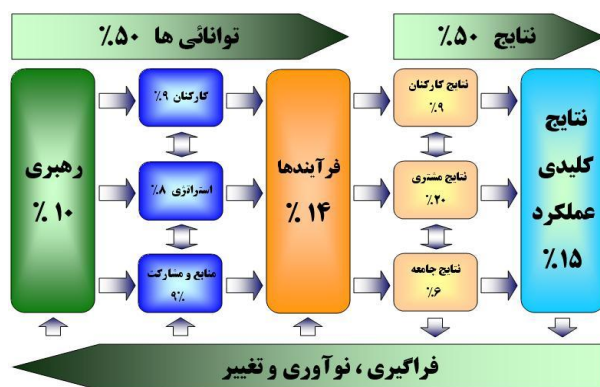 توانائی ها ۵۰٪
نتایج ۵۰٪
رهبری
۱۰ ٪
کارکنان ۹٪
استراتژی ۸٪
منابع و مشارکت
۹٪
فرآیندها
۱۴ ٪
نتایج کارکنان
۹٪
نتایج مشتری
۲۰٪
نتایج جامعه
۶٪
نتایج
کلیدی
عملکرد
۱۵٪
فراگیری ، نوآوری و تغییر